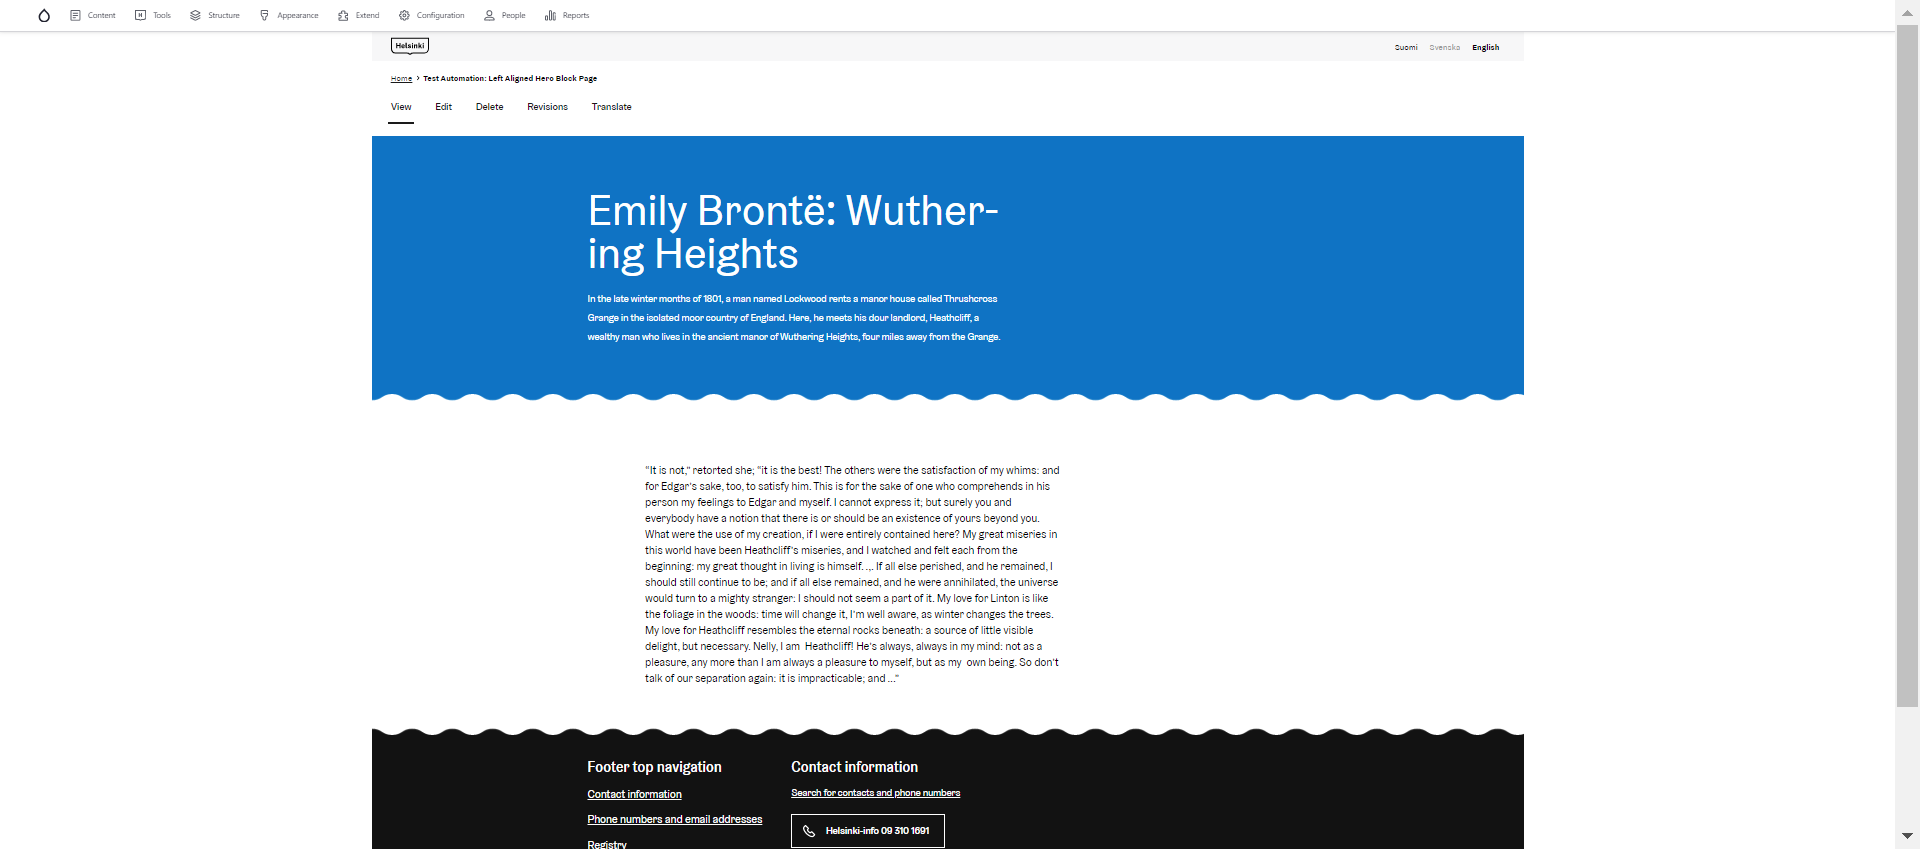 Content Tools Structure Appearance Extend Configuration People Reports
Helsinki
Suomi Svenska English
Home > Test Automation: Left Aligned Hero Block Page
View Edit Delete Revisions Translate
Emily Brontë: Wuther-
ing Heights
In the late winter months of 1801, a man named Lockwood rents a manor house called Thrushcross
Grange in the isolated moor country of England. Here, he meets his dour landlord, Heathcliff, a
wealthy man who lives in the ancient manor of Wuthering Heights, four miles away from the Grange.
“It is not,” retorted she; “it is the best! The others were the satisfaction of my whims: and
for Edgar's sake, too, to satisfy him. This is for the sake of one who comprehends in his
person my feelings to Edgar and myself. I cannot express it; but surely you and
everybody have a notion that there is or should be an existence of yours beyond you.
What were the use of my creation, if I were entirely contained here? My great miseries in
this world have been Heathcliff's miseries, and I watched and felt each from the
beginning: my great thought in living is himself. .,. If all else perished, and he remained, I
should still continue to be; and if all else remained, and he were annihilated, the universe
would turn to a mighty stranger: I should not seem a part of it. My love for Linton is like
the foliage in the woods: time will change it, I'm well aware, as winter changes the trees.
My love for Heathcliff resembles the eternal rocks beneath: a source of little visible
delight, but necessary. Nelly, I am Heathcliff! He's always, always in my mind: not as a
pleasure, any more than I am always a pleasure to myself, but as my own being. So don't
talk of our separation again: it is impracticable; and ...”
Footer top navigation
Contact information
Phone numbers and email addresses
Registry
Contact information
Search for contacts and phone numbers
Helsinki-info 09 310 1691